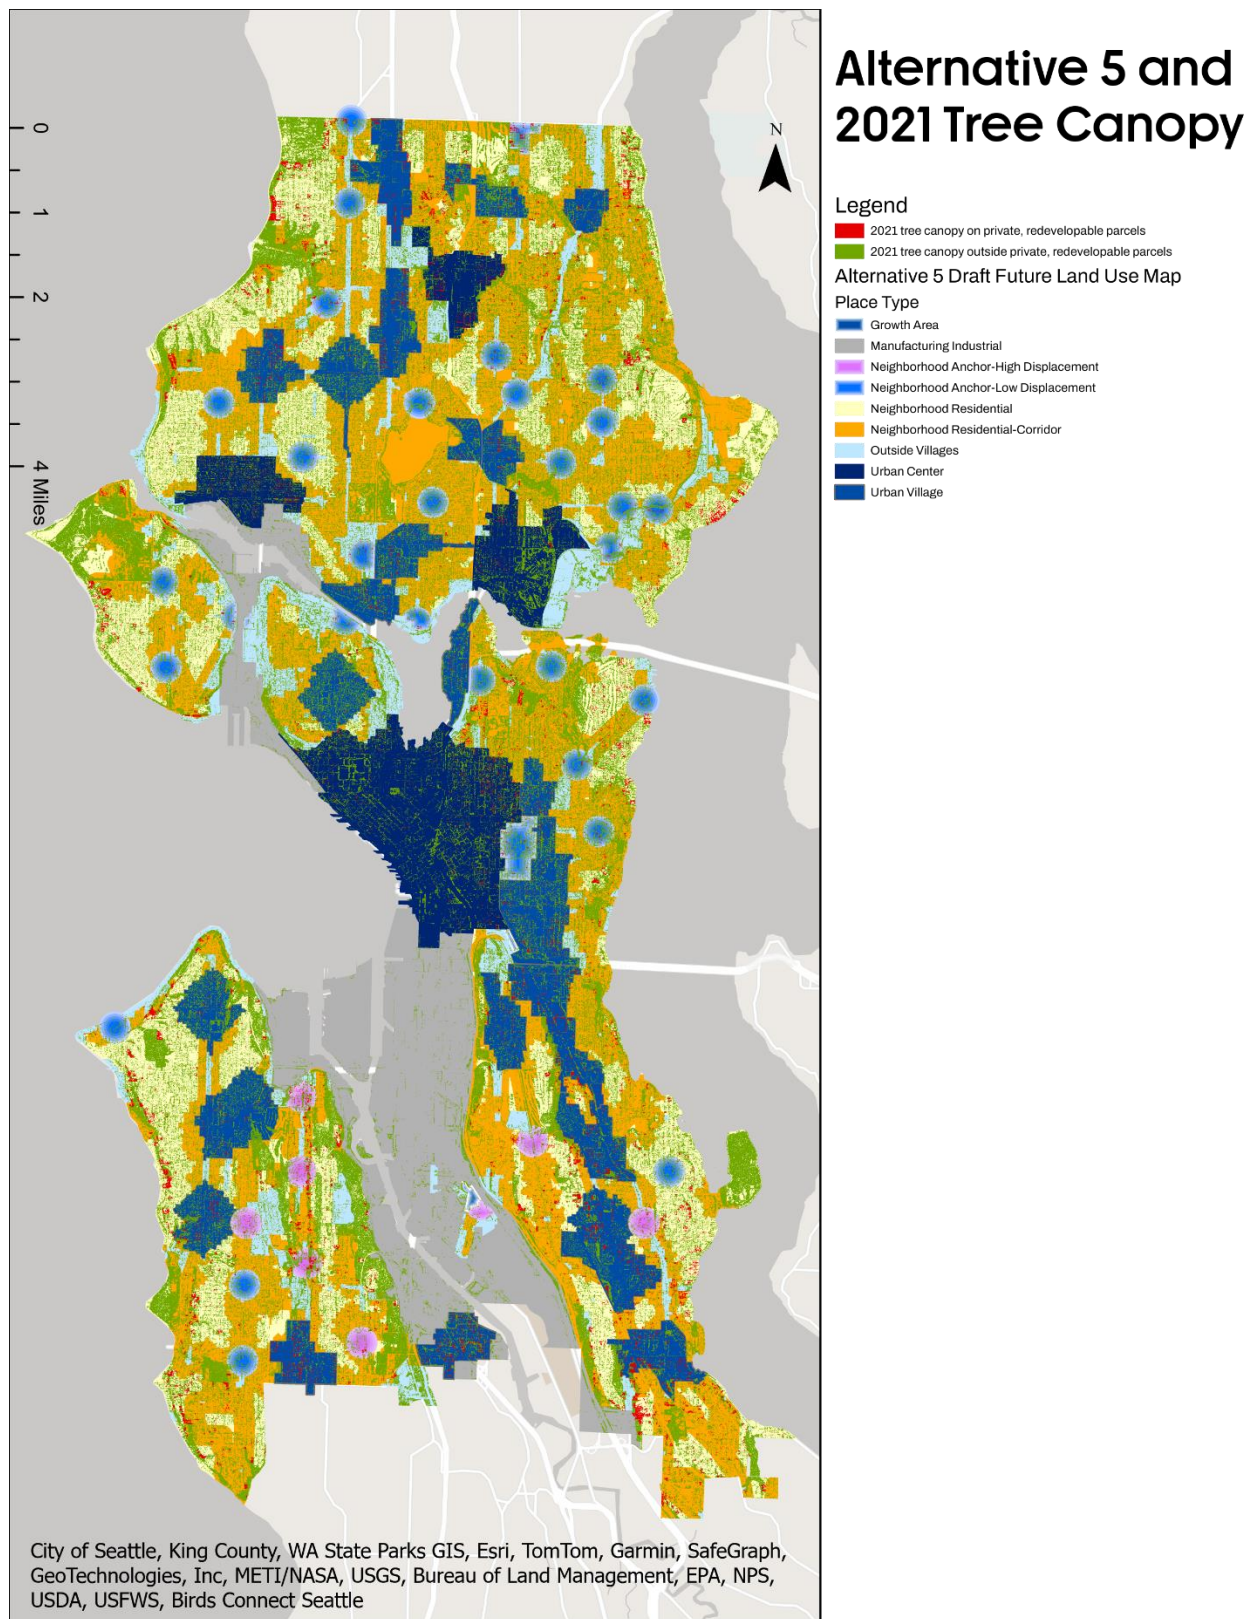 Alternative 5 and
2021 Tree Canopy
N
0
1
2
4 Miles
Legend
2021 tree canopy on private, redevelopable parcels
2021 tree canopy outside private, redevelopable parcels
Alternative 5 Draft Future Land Use Map
Place Type
Growth Area
Manufacturing Industrial
Neighborhood Anchor-High Displacement
Neighborhood Anchor-Low Displacement
Neighborhood Residential
Neighborhood Residential-Corridor
Outside Villages
Urban Center
Urban Village
City of Seattle, King County, WA State Parks GIS, Esri, TomTom, Garmin, SafeGraph,
GeoTechnologies, Inc, METI/NASA, USGS, Bureau of Land Management, EPA, NPS,
USDA, USFWS, Birds Connect Seattle